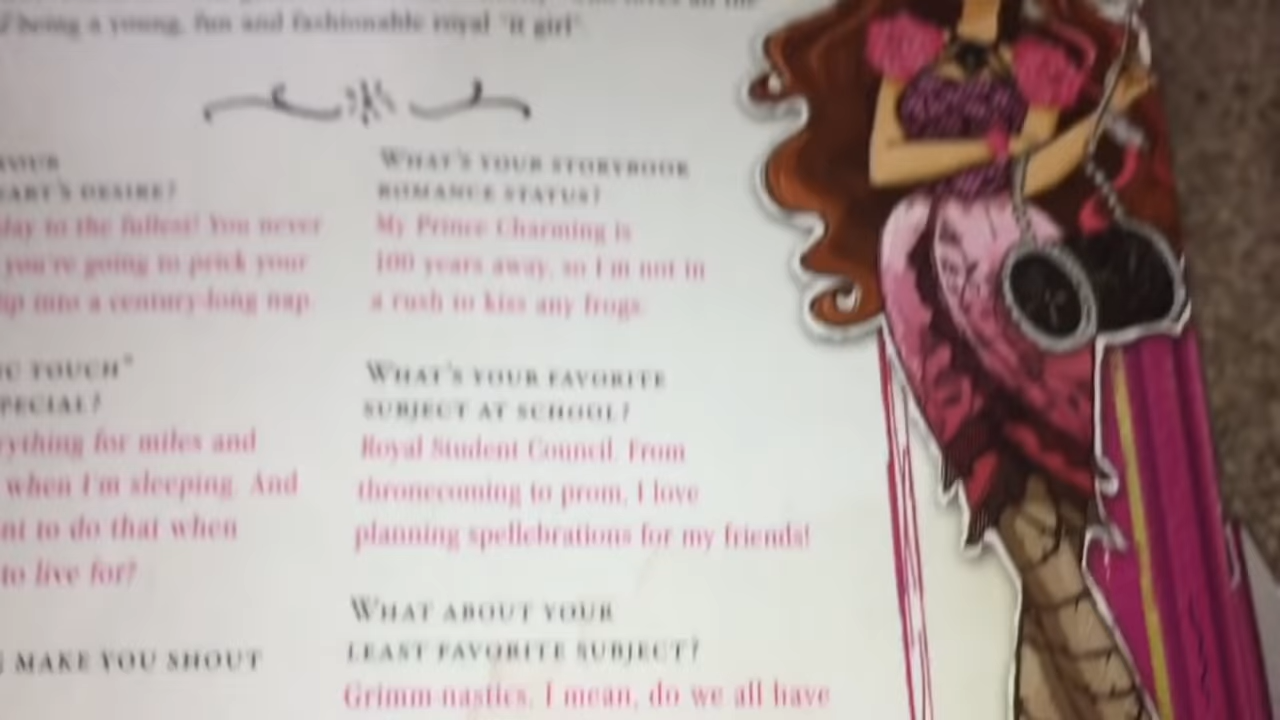 being a young, fun and fashionable royal "it girl".
YOUR
HEART'S DESIRE?
day to the fullest! You never
you're going to prick your
into a century-long nap.
TOUCH"
SPECIAL?
everything for miles and
when I'm sleeping. And
to do that when
to live for?
MAKE YOU SHOUT
WHAT'S YOUR STORYBOOK
ROMANCE STATUS?
My Prince Charming is
100 years away, so I'm not in
a rush to kiss any frogs.
WHAT'S YOUR FAVORITE
SUBJECT AT SCHOOL?
Royal Student Council. From
thronecoming to prom, I love
planning spellebrations for my friends!
WHAT ABOUT YOUR
LEAST FAVORITE SUBJECT?
Grimm-nastics. I mean, do we all have